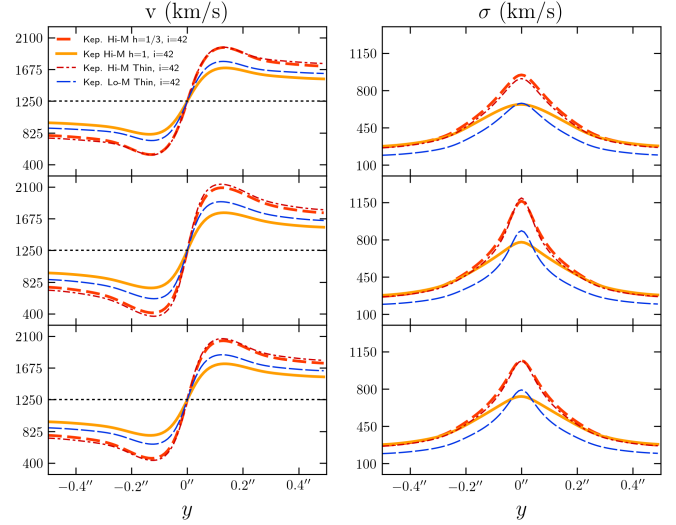 v (km/s)
σ (km/s)
2100
1675
1250
825
400
Kep. Hi-M h=1/3, i=42
Kep Hi-M h=1, i=42
Kep. Hi-M Thin, i=42
Kep. Lo-M Thin, i=42
1150
800
450
100
2100
1675
1250
825
400
1150
800
450
100
2100
1675
1250
825
400
1150
800
450
100
−0.4″ −0.2″ 0″ 0.2″ 0.4″
−0.4″ −0.2″ 0″ 0.2″ 0.4″
y
y